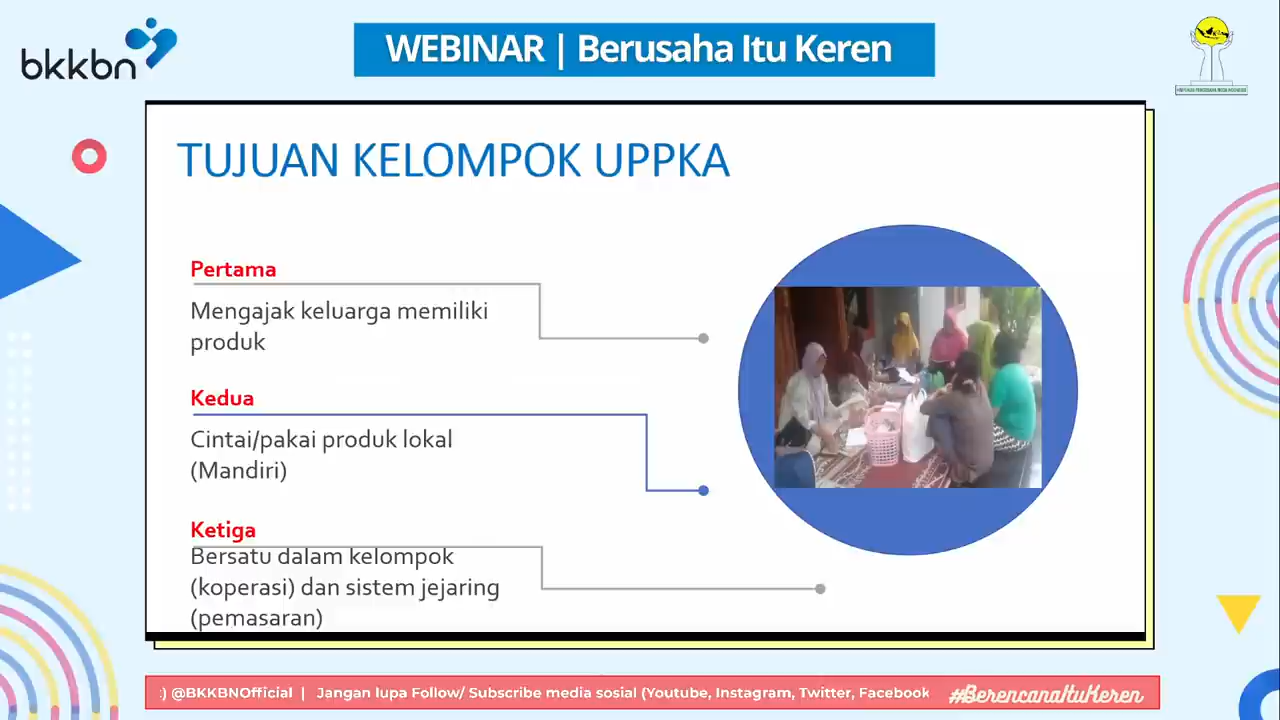 bkkbn
WEBINAR | Berusaha Itu Keren
TUJUAN KELOMPOK UPPKA
Pertama
Mengajak keluarga memiliki
produk
Kedua
Cintai/pakai produk lokal
(Mandiri)
Ketiga
Bersatu dalam kelompok
(koperasi) dan sistem jejaring
(pemasaran)
:) @BKKBNOfficial | Jangan lupa Follow/ Subscribe media sosial (Youtube, Instagram, Twitter, Facebook
#BerencanaItuKeren